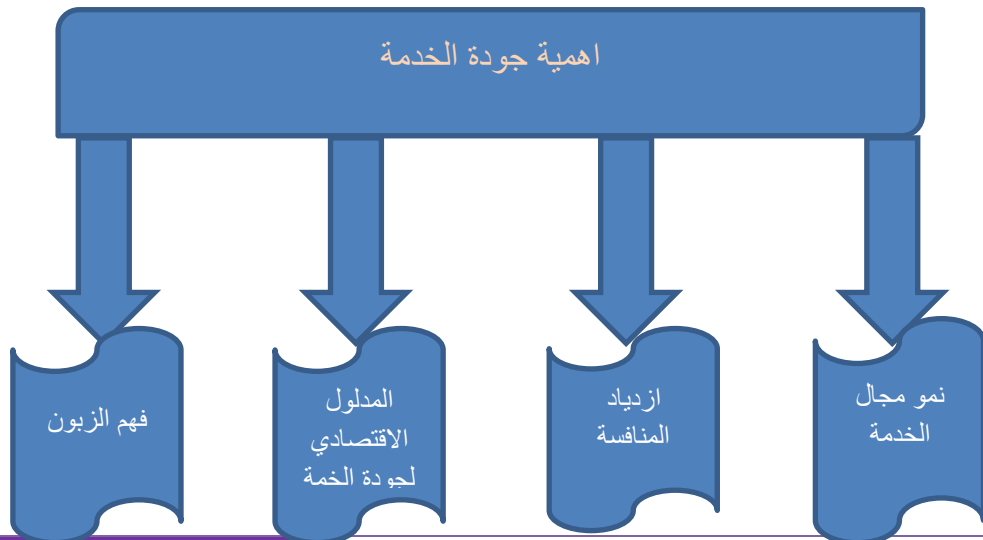 اهمية جودة الخدمة
نمو مجال
الخدمة
ازدياد
المنافسة
المدلول
الاقتصادي
لجودة الخمة
فهم الزبون